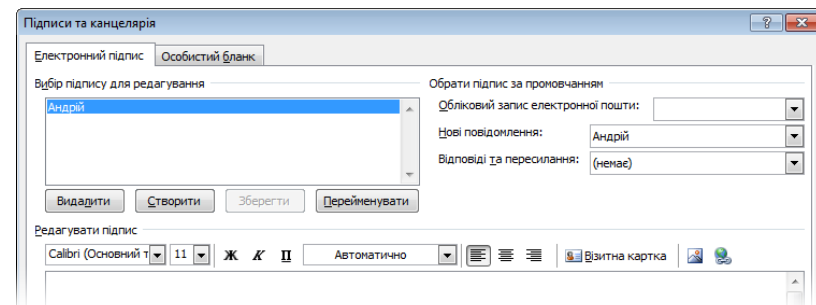 Підписи та канцелярія
Електронний підпис Особистий бланк
Вибір підпису для редагування Обрати підпис за промовчанням
Андрій Обліковий запис електронної пошти:
Нові повідомлення: Андрій
Відповіді та пересилання: (немає)
Видалити Створити Зберегти Перейменувати
Редагувати підпис
Calibri (Основний т 11 Ж К П Автоматично Візитна картка